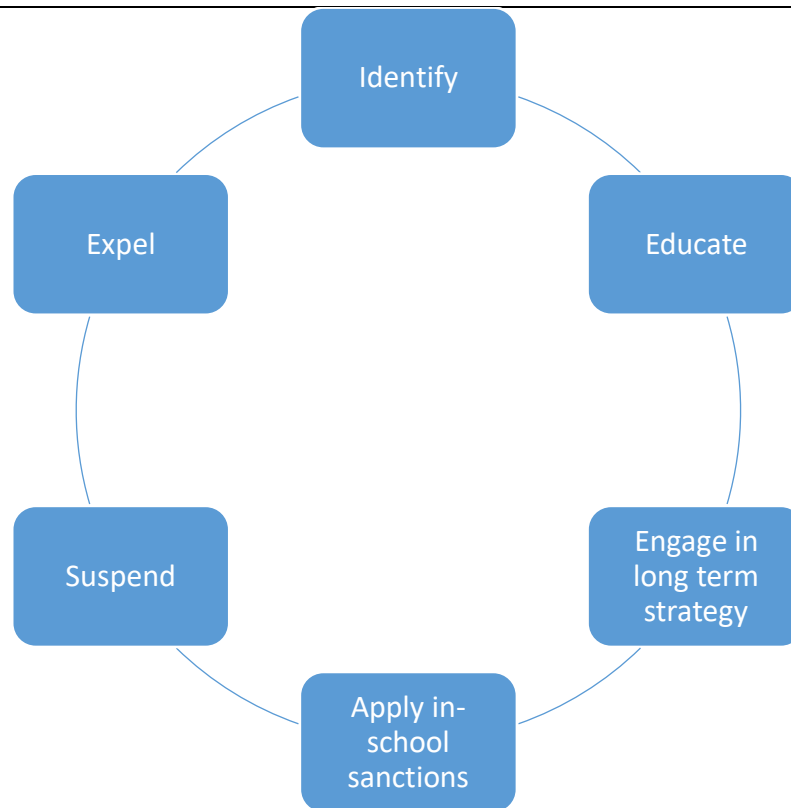 Identify
Educate
Engage in
long term
strategy
Apply in-
school
sanctions
Suspend
Expel